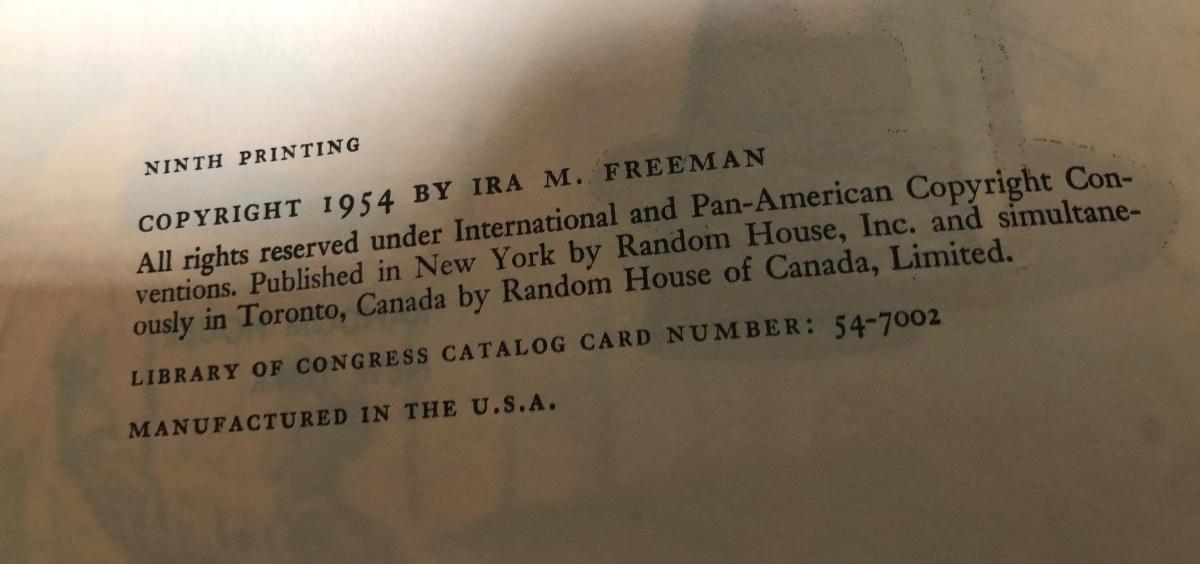 NINTH PRINTING
COPYRIGHT 1954 BY IRA M. FREEMAN
All rights reserved under International and Pan-American Copyright Con-
ventions. Published in New York by Random House, Inc. and simultane-
ously in Toronto, Canada by Random House of Canada, Limited.
LIBRARY OF CONGRESS CATALOG CARD NUMBER: 54-7002
MANUFACTURED IN THE U.S.A.